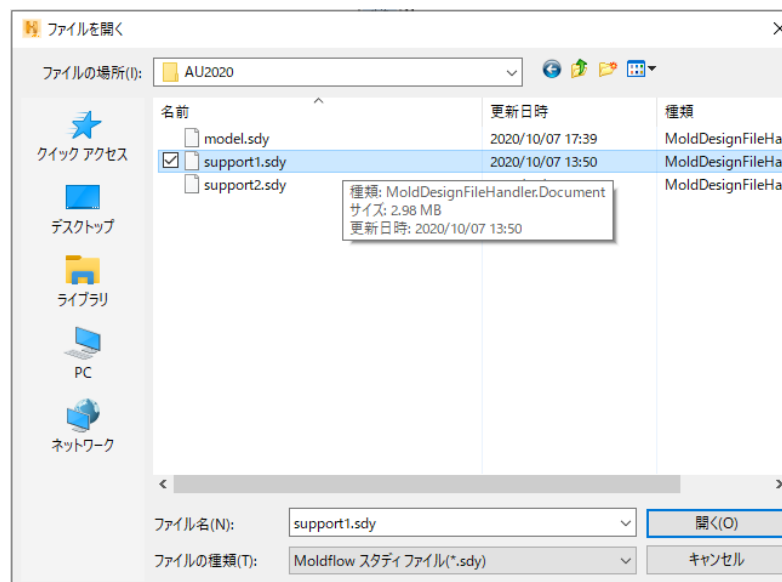 ファイルを開く
ファイルの場所(I):
AU2020
名前
更新日時
種類
model.sdy
2020/10/07 17:39
MoldDesignFileHa
support1.sdy
2020/10/07 13:50
MoldDesignFileHa
support2.sdy
MoldDesignFileHa
種類: MoldDesignFileHandler.Document
サイズ: 2.98 MB
更新日時: 2020/10/07 13:50
クイック アクセス
デスクトップ
ライブラリ
PC
ネットワーク
ファイル名(N):
support1.sdy
開く(O)
ファイルの種類(T):
Moldflow スタディ ファイル(*.sdy)
キャンセル